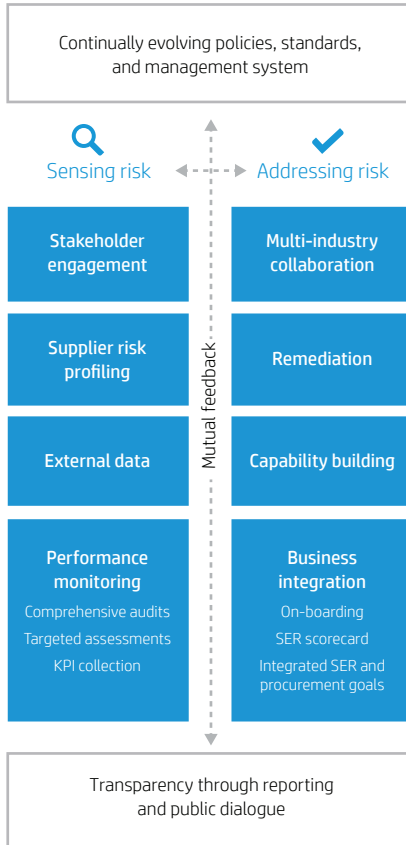 Continually evolving policies, standards,
and management system
Sensing risk
Addressing risk
Stakeholder
engagement
Multi-industry
collaboration
Supplier risk
profiling
Remediation
Mutual feedback
External data
Capability building
Performance
monitoring
Comprehensive audits
Targeted assessments
KPI collection
Business
integration
On-boarding
SER scorecard
Integrated SER and
procurement goals
Transparency through reporting
and public dialogue